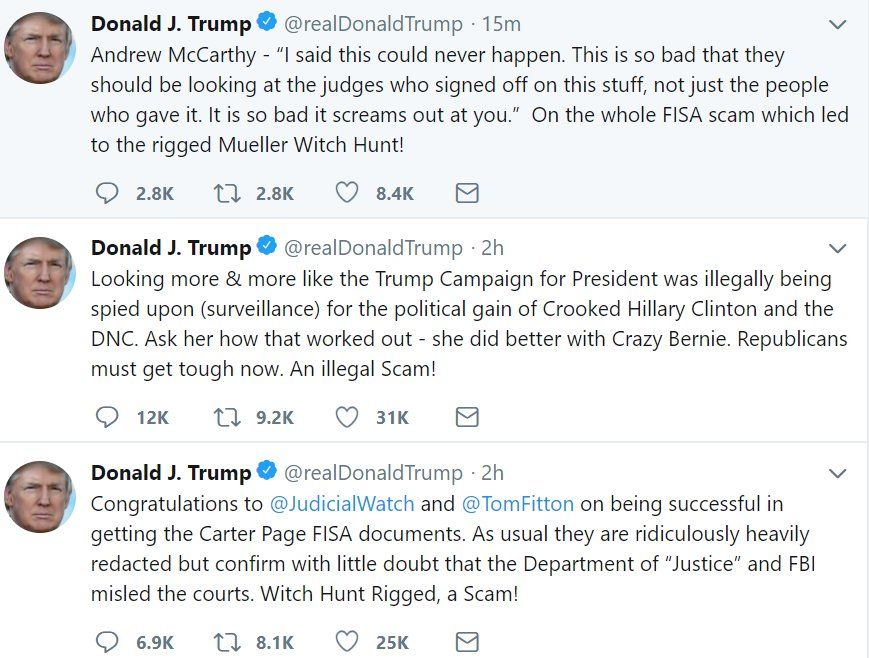 Donald J. Trump @realDonaldTrump · 15m
Andrew McCarthy - “I said this could never happen. This is so bad that they
should be looking at the judges who signed off on this stuff, not just the people
who gave it. It is so bad it screams out at you.”  On the whole FISA scam which led
to the rigged Mueller Witch Hunt!
2.8K 2.8K 8.4K
Donald J. Trump @realDonaldTrump · 2h
Looking more & more like the Trump Campaign for President was illegally being
spied upon (surveillance) for the political gain of Crooked Hillary Clinton and the
DNC. Ask her how that worked out - she did better with Crazy Bernie. Republicans
must get tough now. An illegal Scam!
12K 9.2K 31K
Donald J. Trump @realDonaldTrump · 2h
Congratulations to @JudicialWatch and @TomFitton on being successful in
getting the Carter Page FISA documents. As usual they are ridiculously heavily
redacted but confirm with little doubt that the Department of “Justice” and FBI
misled the courts. Witch Hunt Rigged, a Scam!
6.9K 8.1K 25K